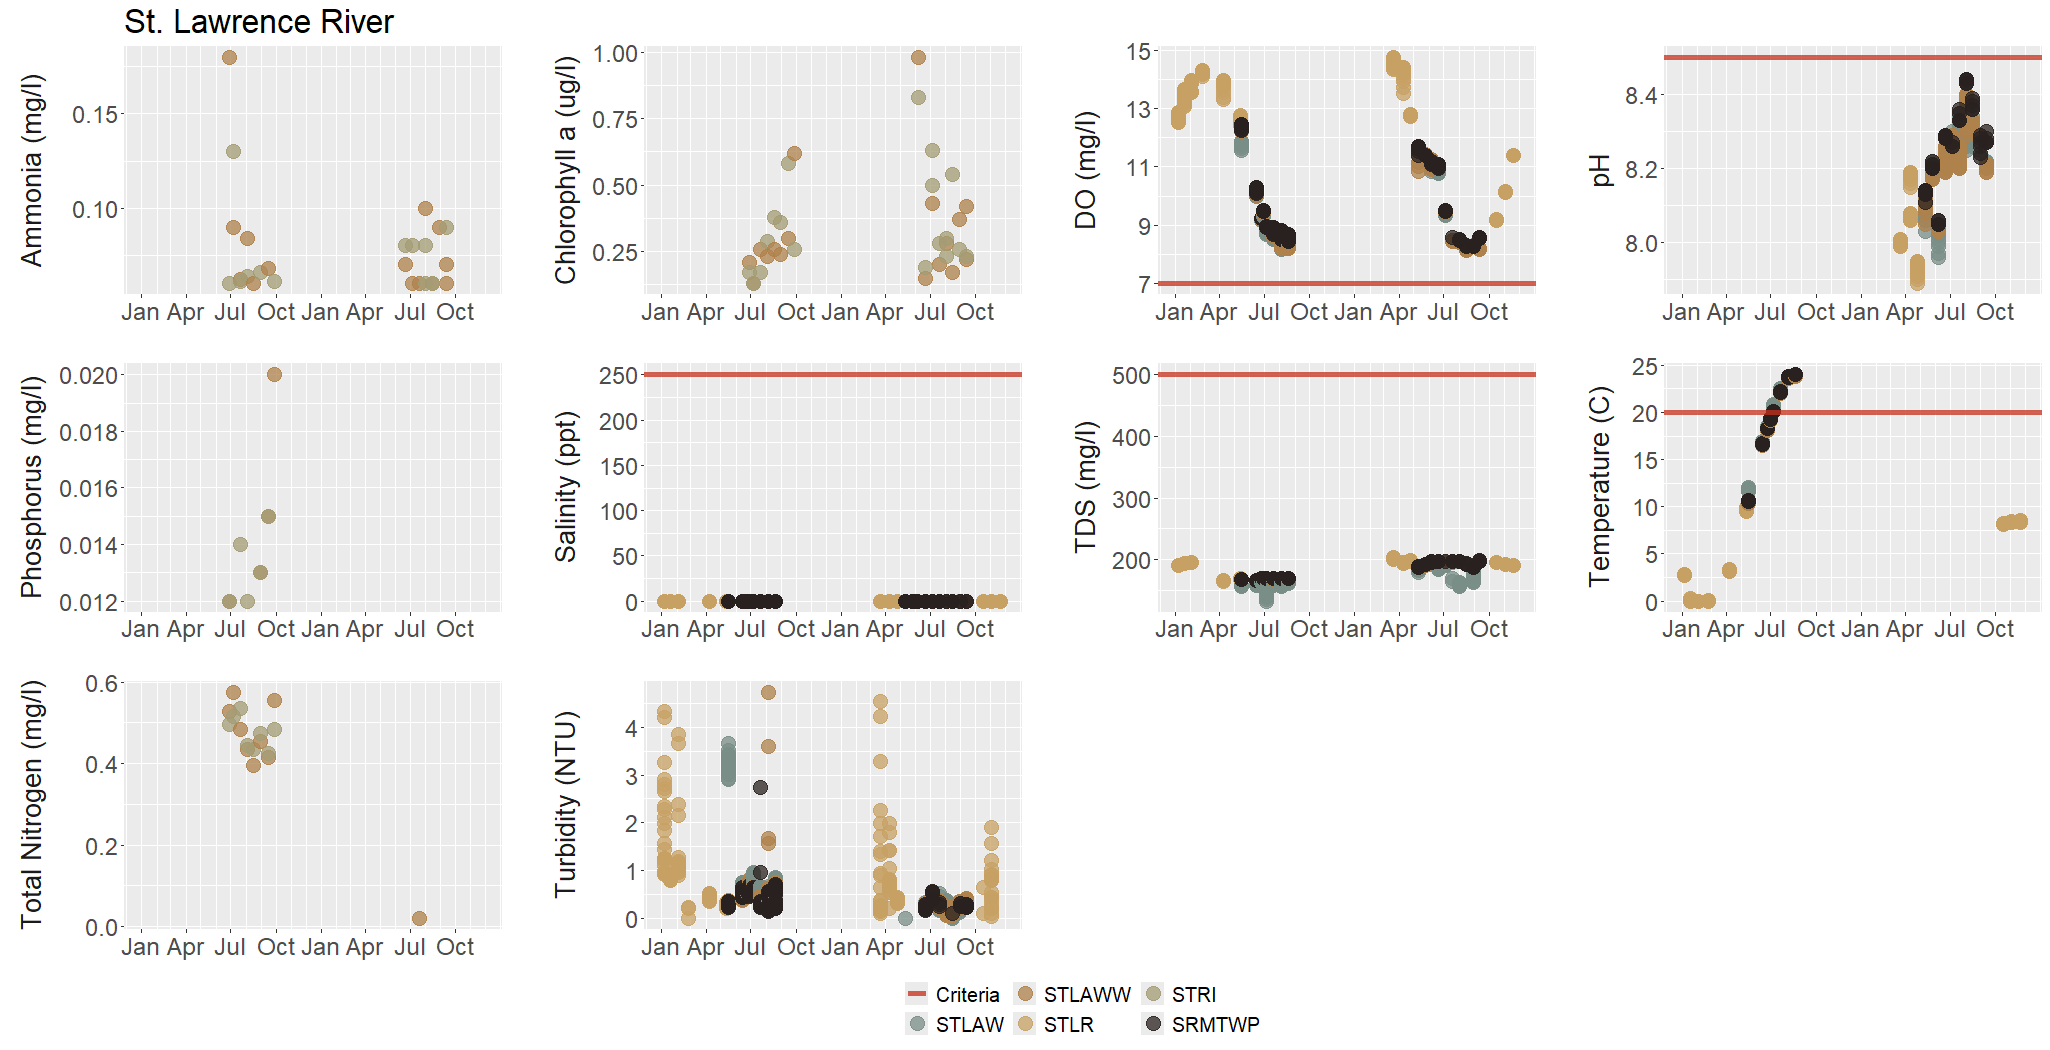 St. Lawrence River
Ammonia (mg/l)
0.15
0.10
Jan Apr Jul Oct Jan Apr Jul Oct
Chlorophyll a (ug/l)
1.00
0.75
0.50
0.25
Jan Apr Jul Oct Jan Apr Jul Oct
DO (mg/l)
15
13
11
9
7
Jan Apr Jul Oct Jan Apr Jul Oct
pH
8.4
8.2
8.0
Jan Apr Jul Oct Jan Apr Jul Oct
Phosphorus (mg/l)
0.020
0.018
0.016
0.014
0.012
Jan Apr Jul Oct Jan Apr Jul Oct
Salinity (ppt)
250
200
150
100
50
0
Jan Apr Jul Oct Jan Apr Jul Oct
TDS (mg/l)
500
400
300
200
Jan Apr Jul Oct Jan Apr Jul Oct
Temperature (C)
25
20
15
10
5
0
Jan Apr Jul Oct Jan Apr Jul Oct
Total Nitrogen (mg/l)
0.6
0.4
0.2
0.0
Jan Apr Jul Oct Jan Apr Jul Oct
Turbidity (NTU)
4
3
2
1
0
Jan Apr Jul Oct Jan Apr Jul Oct
Criteria STLAWW STRI
STLAW STLR SRMTWP